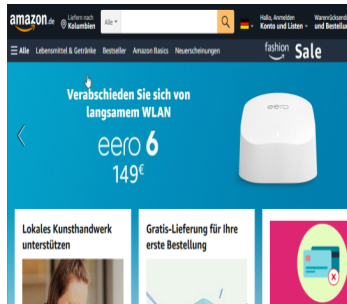 amazon.de
Liefern nach
Kolumbien
Alle
Hallo, Anmelden
Konto und Listen
Warenrücksend
und Bestellu
Alle Lebensmittel & Getränke Bestseller Amazon Basics Neuerscheinungen
fashion Sale
Verabschieden Sie sich von
langsamem WLAN
eero 6
149€
eero
Lokales Kunsthandwerk
unterstützen
Gratis-Lieferung für Ihre
erste Bestellung